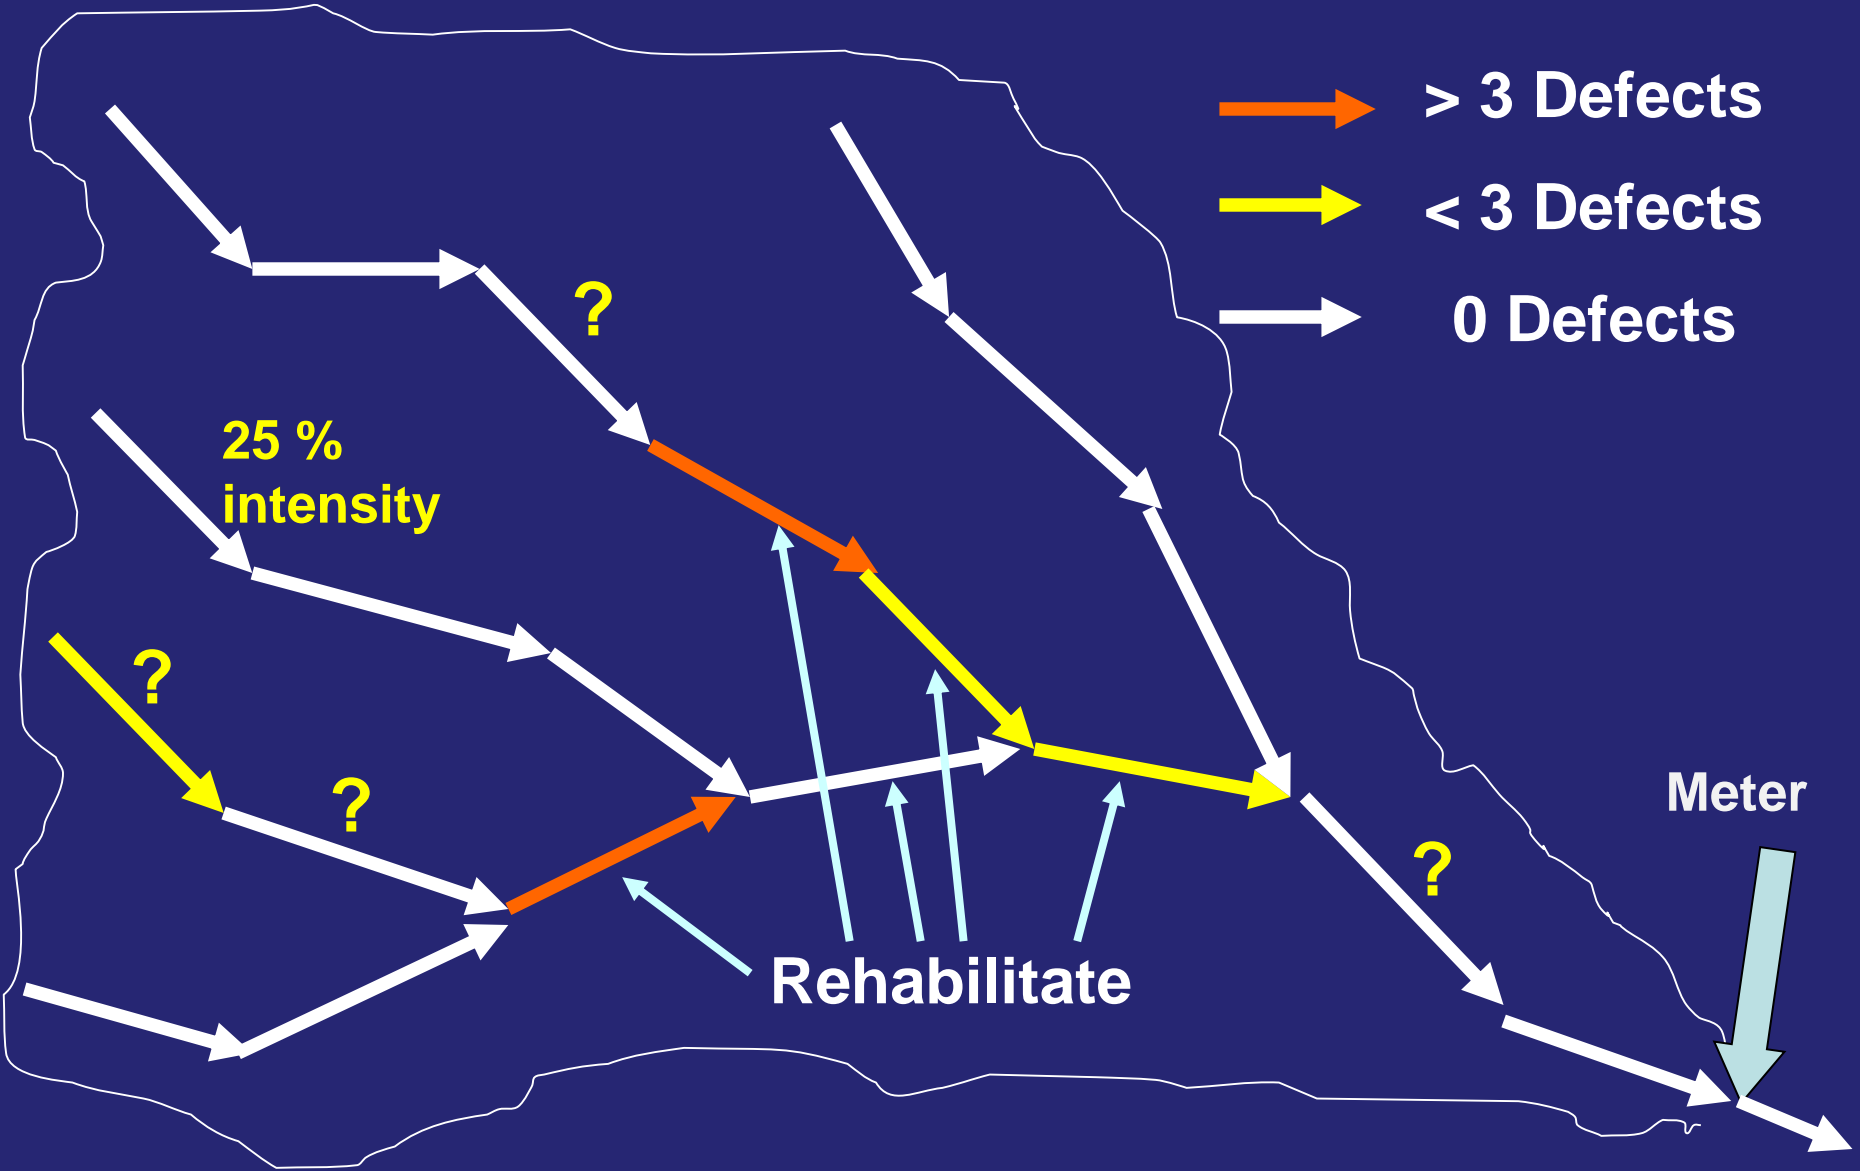 > 3 Defects
< 3 Defects
0 Defects
?
25 %
intensity
?
?
Meter
?
Rehabilitate